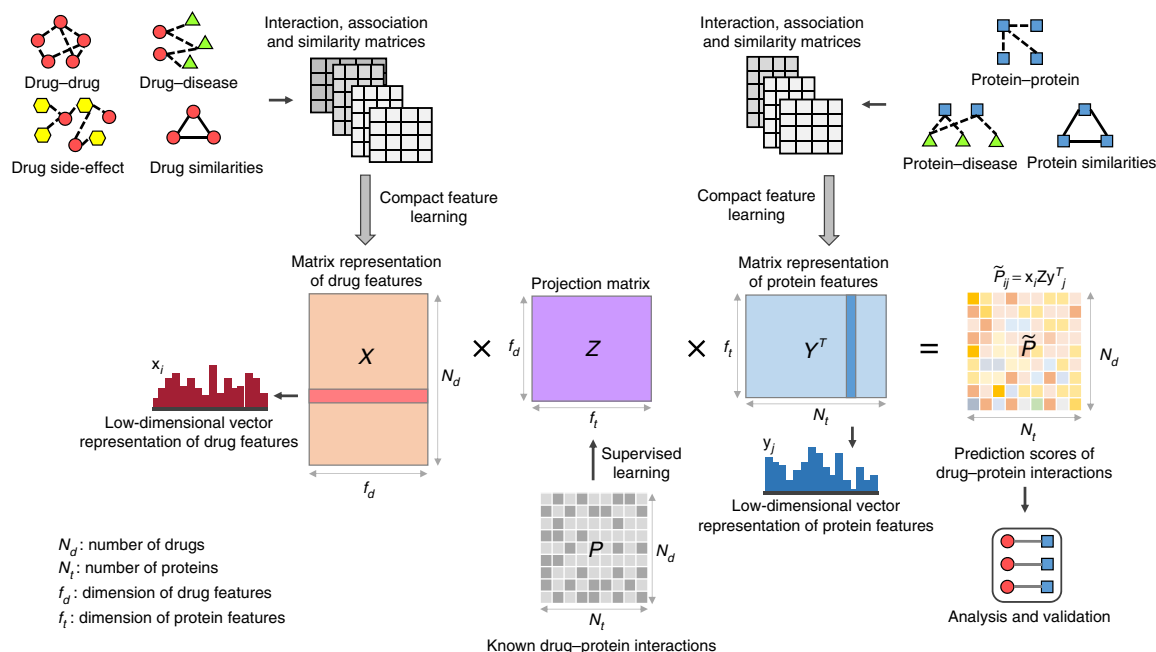 Interaction, association
and similarity matrices
Drug–drug
Drug–disease
Drug side-effect
Drug similarities
Interaction, association
and similarity matrices
Protein–protein
Protein–disease
Protein similarities
Compact feature
learning
Compact feature
learning
Matrix representation
of drug features
X
N_d
f_d
x_i
Low-dimensional vector
representation of drug features
Projection matrix
f_d
Z
f_t
×
×
Matrix representation
of protein features
f_t
Y^T
N_t
=
P̃_ij = x_iZy^T_j
P̃
N_d
N_t
Supervised
learning
P
N_d
N_t
Known drug–protein interactions
y_j
Low-dimensional vector
representation of protein features
Prediction scores of
drug–protein interactions
Analysis and validation
N_d : number of drugs
N_t : number of proteins
f_d : dimension of drug features
f_t : dimension of protein features